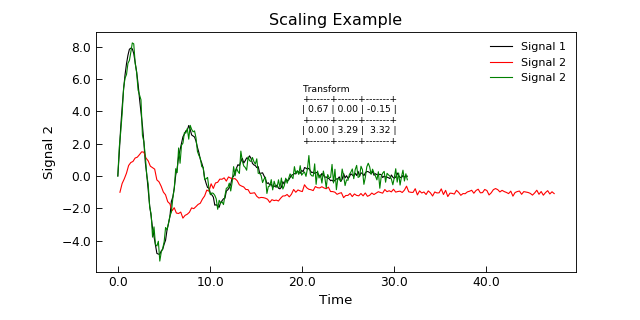 Scaling Example
Signal 1
Signal 2
Signal 2
Transform
+-------+-------+--------+
| 0.67 | 0.00 | -0.15 |
+-------+-------+--------+
| 0.00 | 3.29 |  3.32 |
+-------+-------+--------+
8.0
6.0
4.0
2.0
0.0
−2.0
−4.0
Signal 2
0.0 10.0 20.0 30.0 40.0
Time